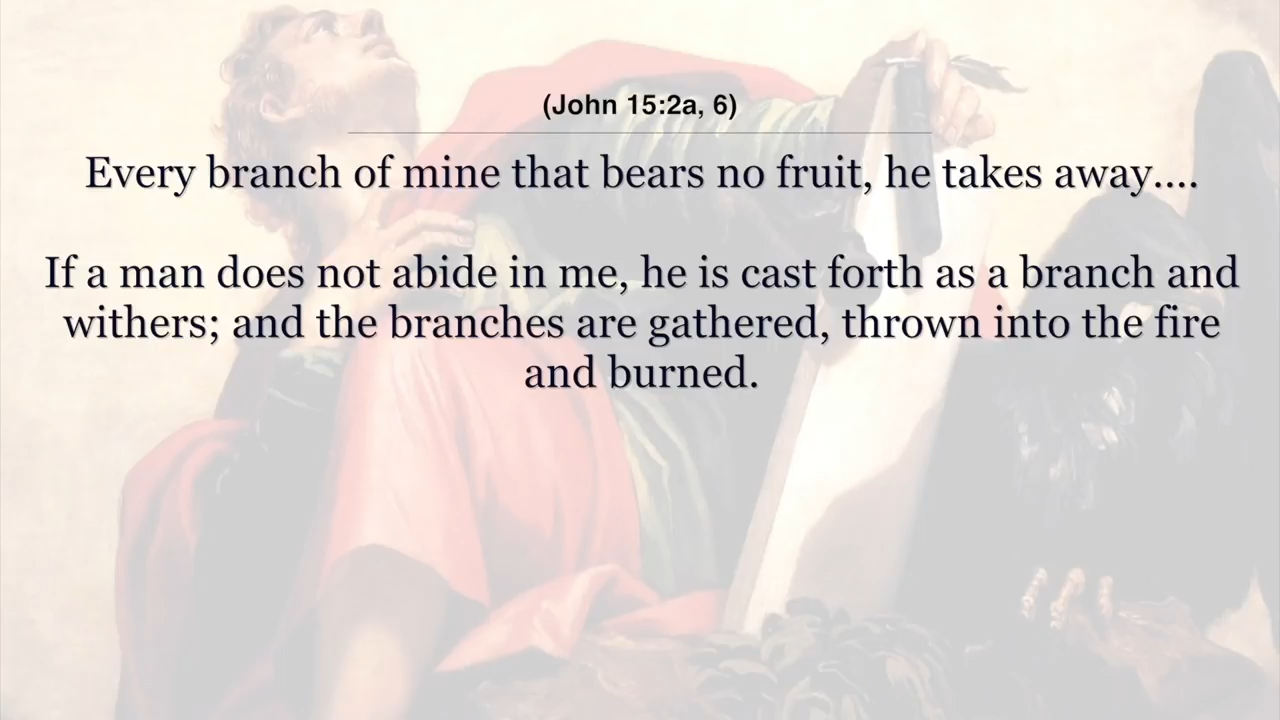 (John 15:2a, 6)
Every branch of mine that bears no fruit, he takes away....
If a man does not abide in me, he is cast forth as a branch and
withers; and the branches are gathered, thrown into the fire
and burned.